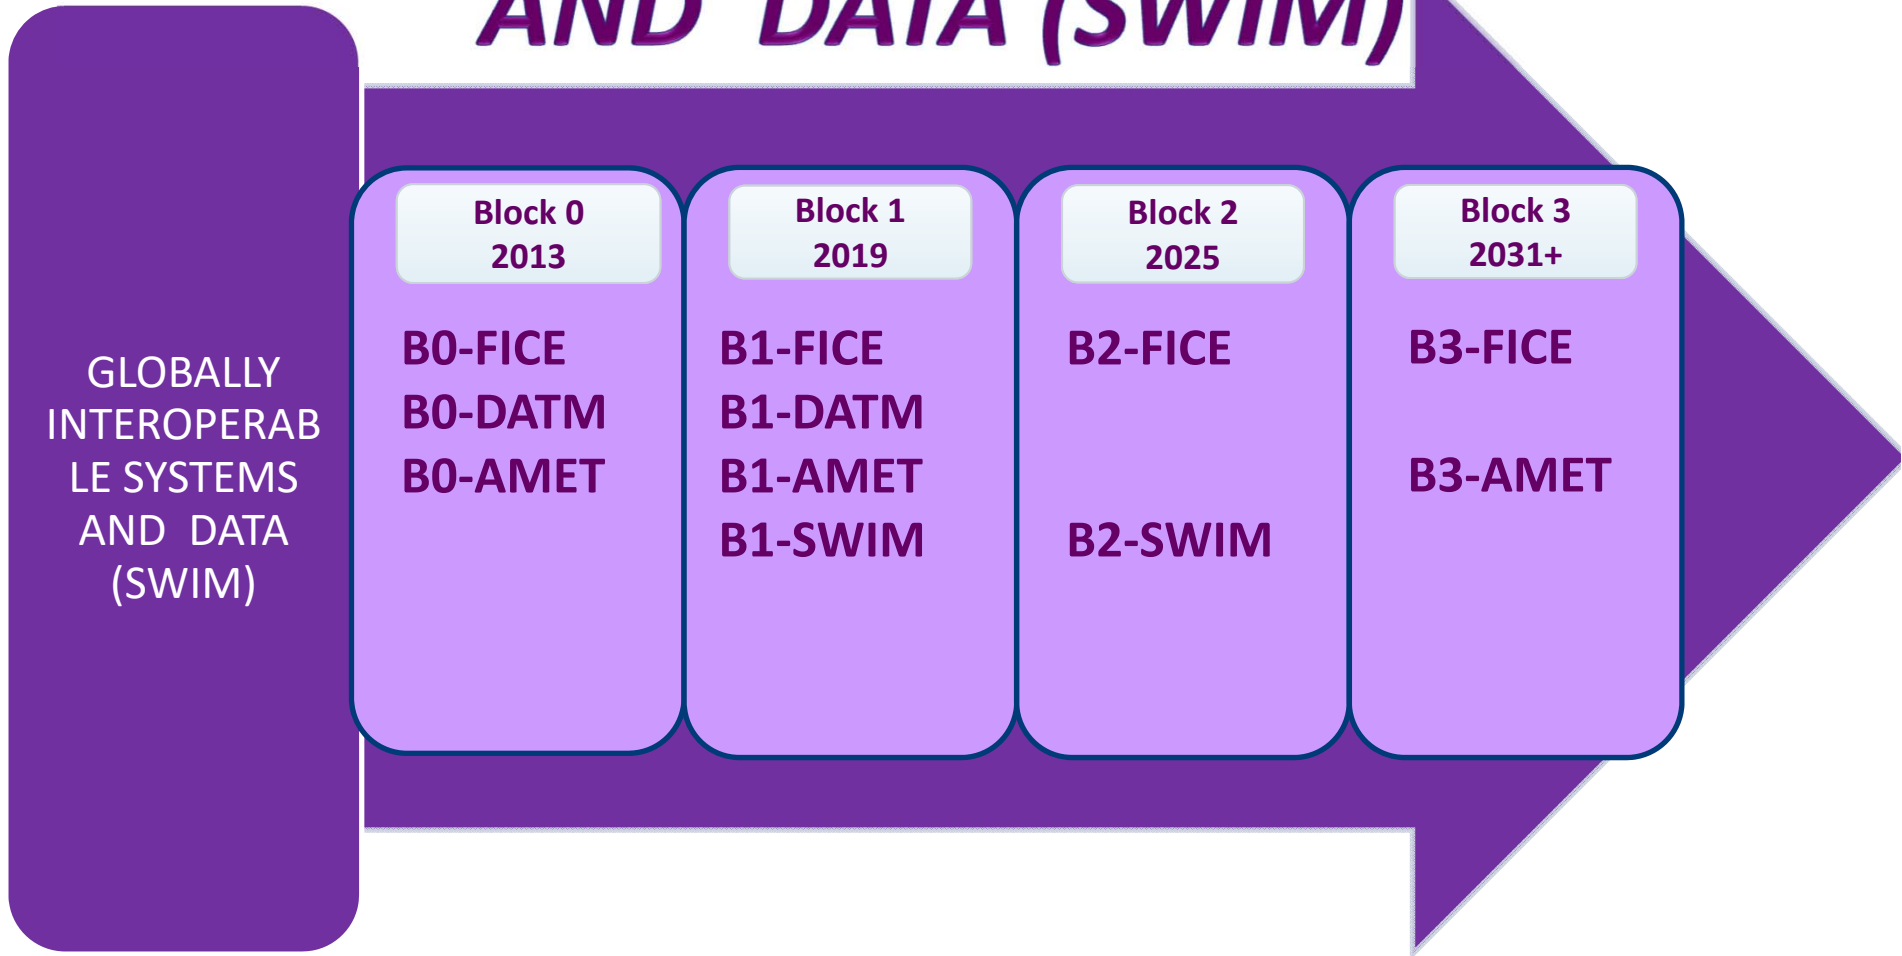 AND DATA (SWIM)
GLOBALLY
INTEROPERAB
LE SYSTEMS
AND DATA
(SWIM)
Block 0
2013
B0-FICE
B0-DATM
B0-AMET
Block 1
2019
B1-FICE
B1-DATM
B1-AMET
B1-SWIM
Block 2
2025
B2-FICE
B2-SWIM
Block 3
2031+
B3-FICE
B3-AMET